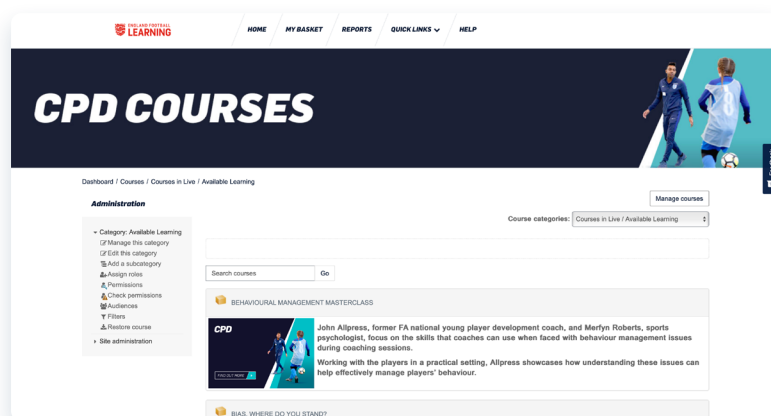 ENGLAND FOOTBALL
LEARNING
HOME MY BASKET REPORTS QUICK LINKS HELP
CPD COURSES
Dashboard / Courses / Courses in Live / Available Learning
Manage courses
Administration
Course categories: Courses in Live / Available Learning
Category: Available Learning
Manage this category
Edit this category
Add a subcategory
Assign roles
Permissions
Check permissions
Audiences
Filters
Restore course
Site administration
Search courses Go
BEHAVIOURAL MANAGEMENT MASTERCLASS
CPD
FIND OUT MORE
John Allpress, former FA national young player development coach, and Merfyn Roberts, sports
psychologist, focus on the skills that coaches can use when faced with behaviour management issues
during coaching sessions.
Working with the players in a practical setting, Allpress showcases how understanding these issues can
help effectively manage players' behaviour.
BIAS, WHERE DO YOU STAND?